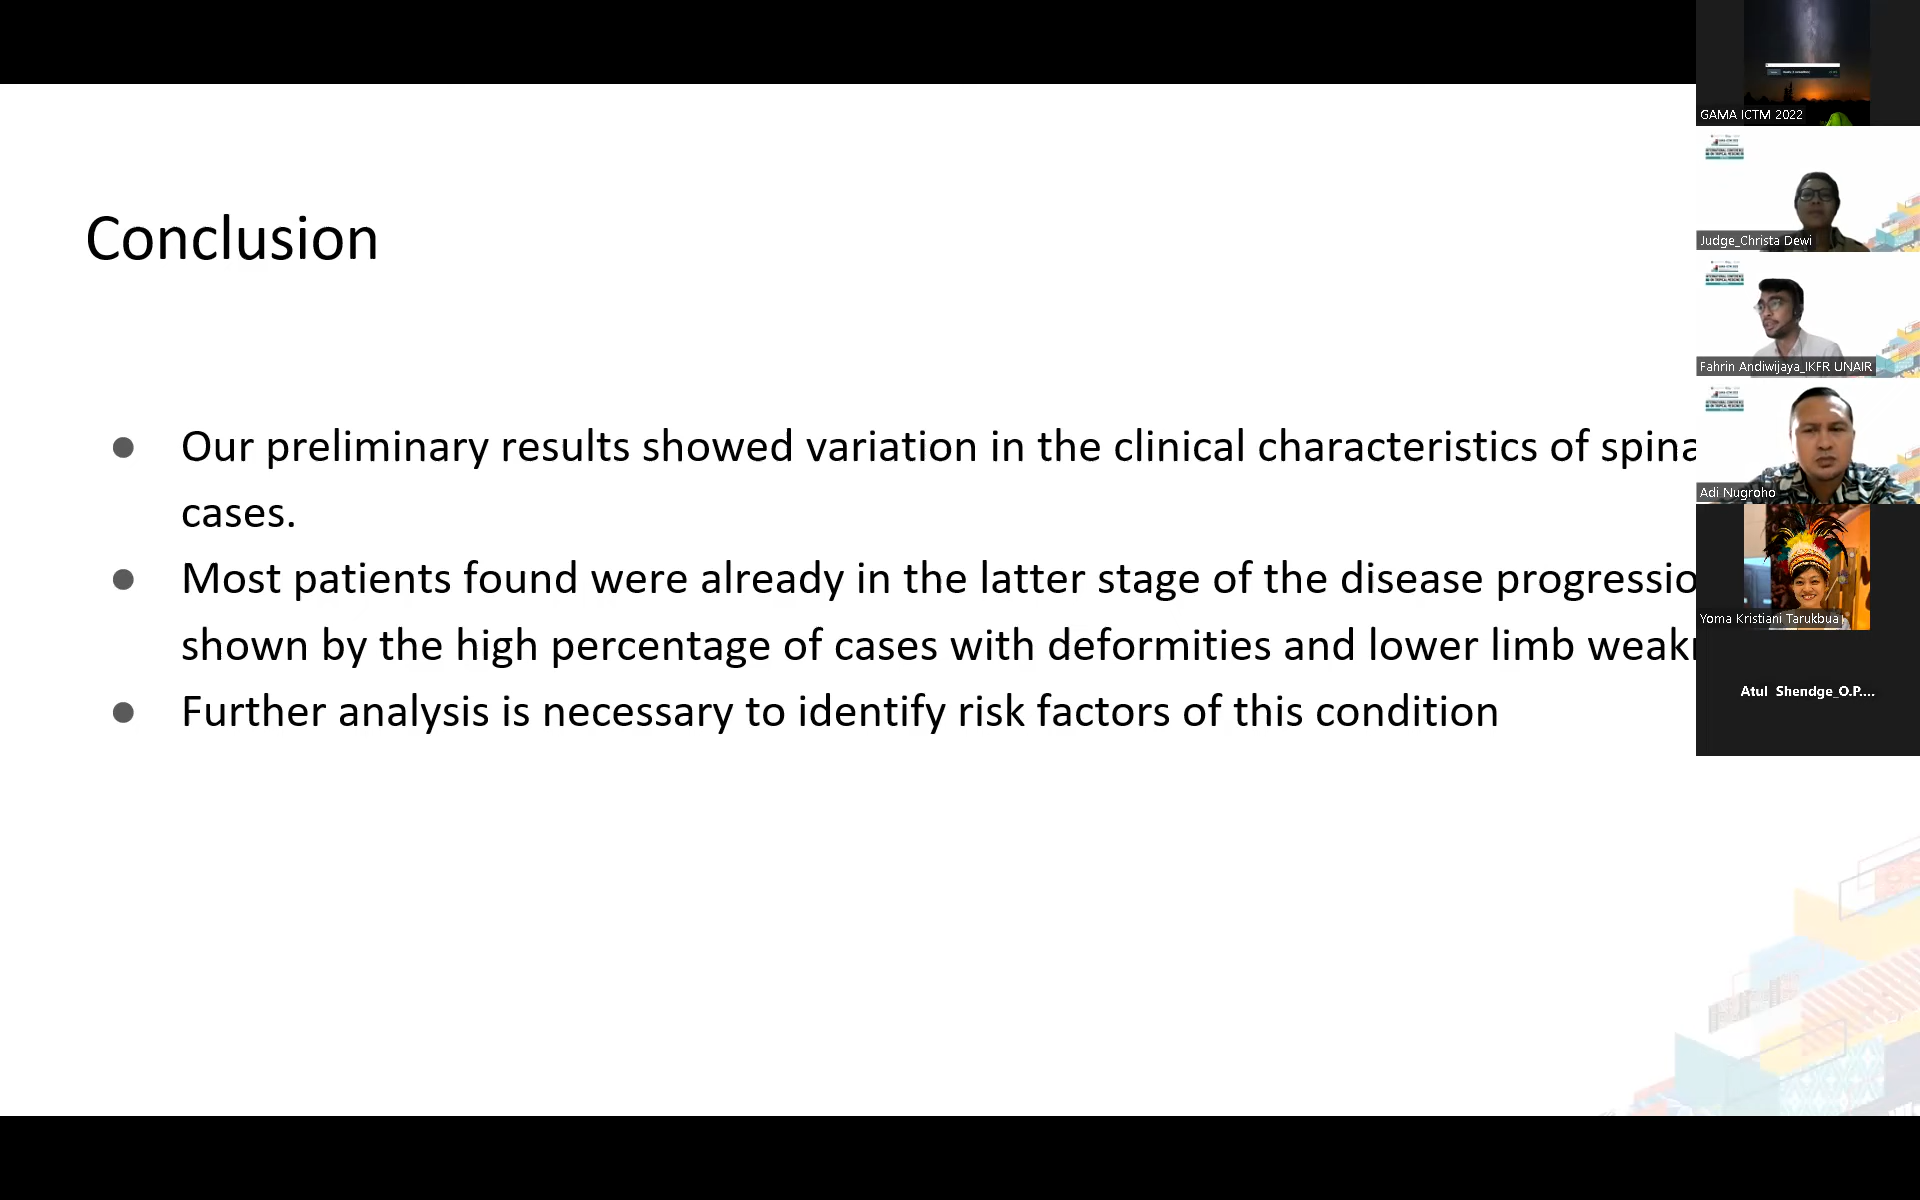 GAMA ICTM 2022
Judge_Christa Dewi
Fahrin Andiwijaya_IKFR UNAIR
Adi Nugroho
Yoma Kristiani Tarukbua
Atul Shendge_O.P....
Conclusion
● Our preliminary results showed variation in the clinical characteristics of spina
cases.
● Most patients found were already in the latter stage of the disease progressio
shown by the high percentage of cases with deformities and lower limb weak
● Further analysis is necessary to identify risk factors of this condition